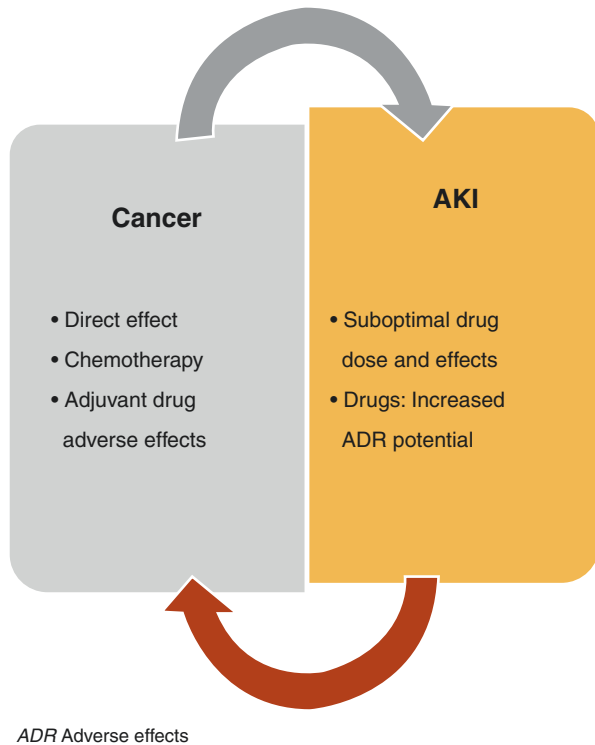 Cancer
• Direct effect
• Chemotherapy
• Adjuvant drug
adverse effects
AKI
• Suboptimal drug
dose and effects
• Drugs: Increased
ADR potential
ADR Adverse effects